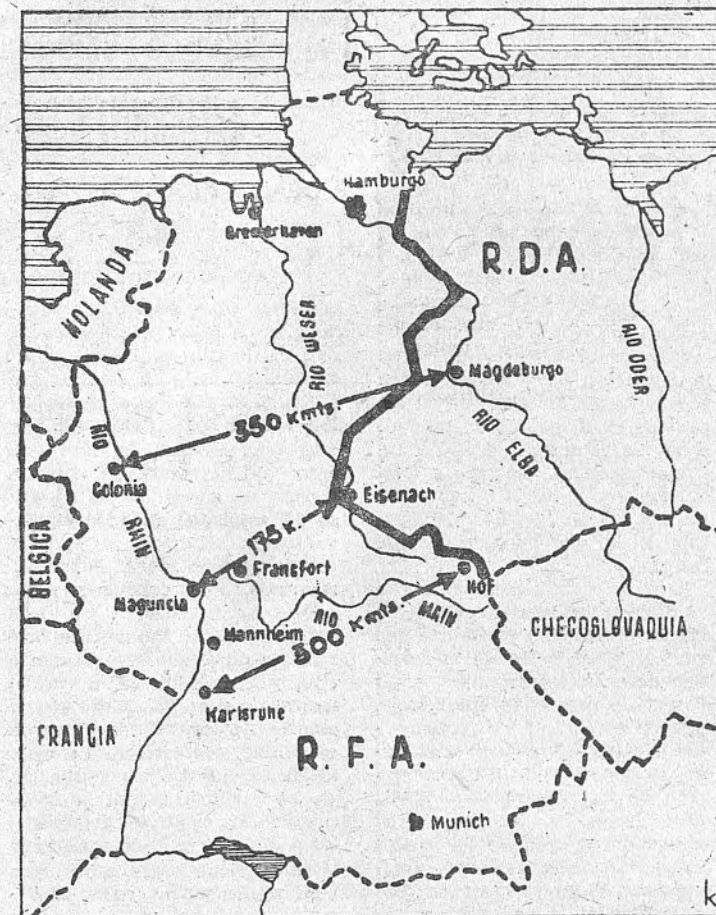 Hamburgo
Bremerhaven
R.D.A.
HOLANDA
RIO WESER
RIO ODER
Magdeburgo
350 Kmts.
RIO ELBA
RIO RHIN
Colonia
Eisenach
175 K.
BELGICA
Francfort
Maguncia
HOF
RIO MAIN
300 Kmts.
CHECOSLOVAQUIA
Mannheim
Karlsruhe
FRANCIA
R.F.A.
Munich
k